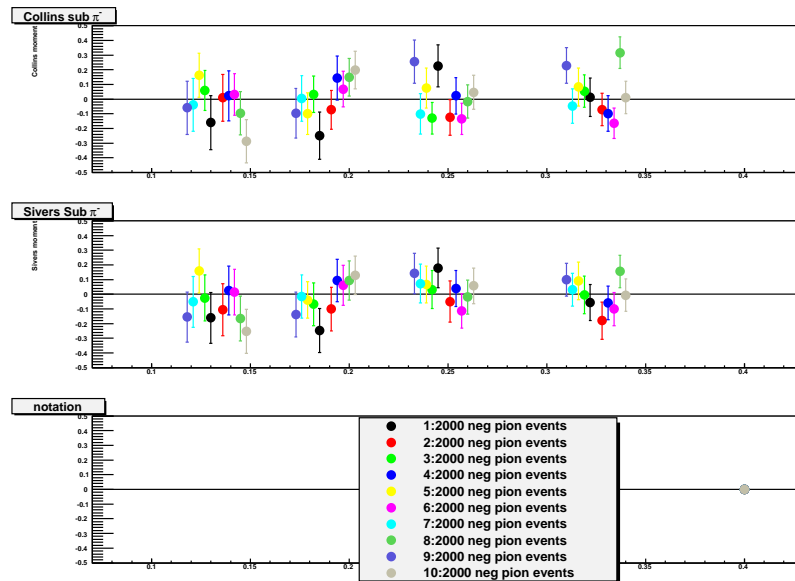 Collins sub π-
Collins moment
0.5
0.4
0.3
0.2
0.1
0
-0.1
-0.2
-0.3
-0.4
-0.5
0.1 0.15 0.2 0.25 0.3 0.35 0.4
Sivers Sub π-
Sivers moment
0.5
0.4
0.3
0.2
0.1
0
-0.1
-0.2
-0.3
-0.4
-0.5
0.1 0.15 0.2 0.25 0.3 0.35 0.4
notation
0.5
0.4
0.3
0.2
0.1
0
-0.1
-0.2
-0.3
-0.4
-0.5
1:2000 neg pion events
2:2000 neg pion events
3:2000 neg pion events
4:2000 neg pion events
5:2000 neg pion events
6:2000 neg pion events
7:2000 neg pion events
8:2000 neg pion events
9:2000 neg pion events
10:2000 neg pion events
0.1 0.15 0.2 0.35 0.4